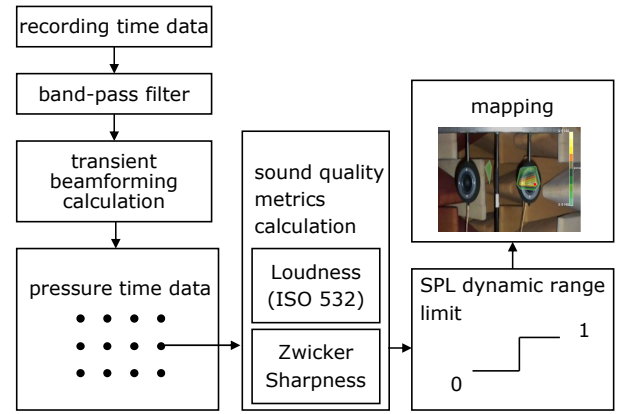 recording time data
band-pass filter
transient
beamforming
calculation
pressure time data
sound quality
metrics
calculation
Loudness
(ISO 532)
Zwicker
Sharpness
SPL dynamic range
limit
0
1
mapping